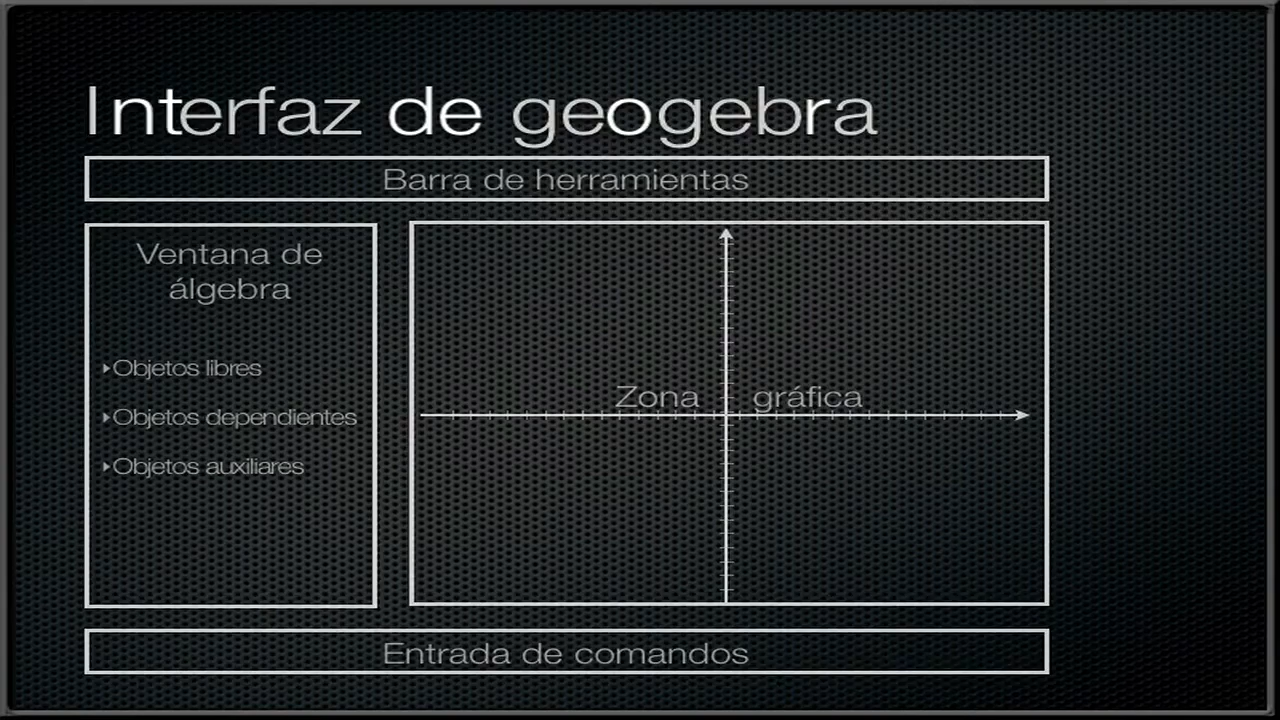 Interfaz de geogebra
Barra de herramientas
Ventana de
álgebra
Objetos libres
Objetos dependientes
Objetos auxiliares
Zona gráfica
Entrada de comandos